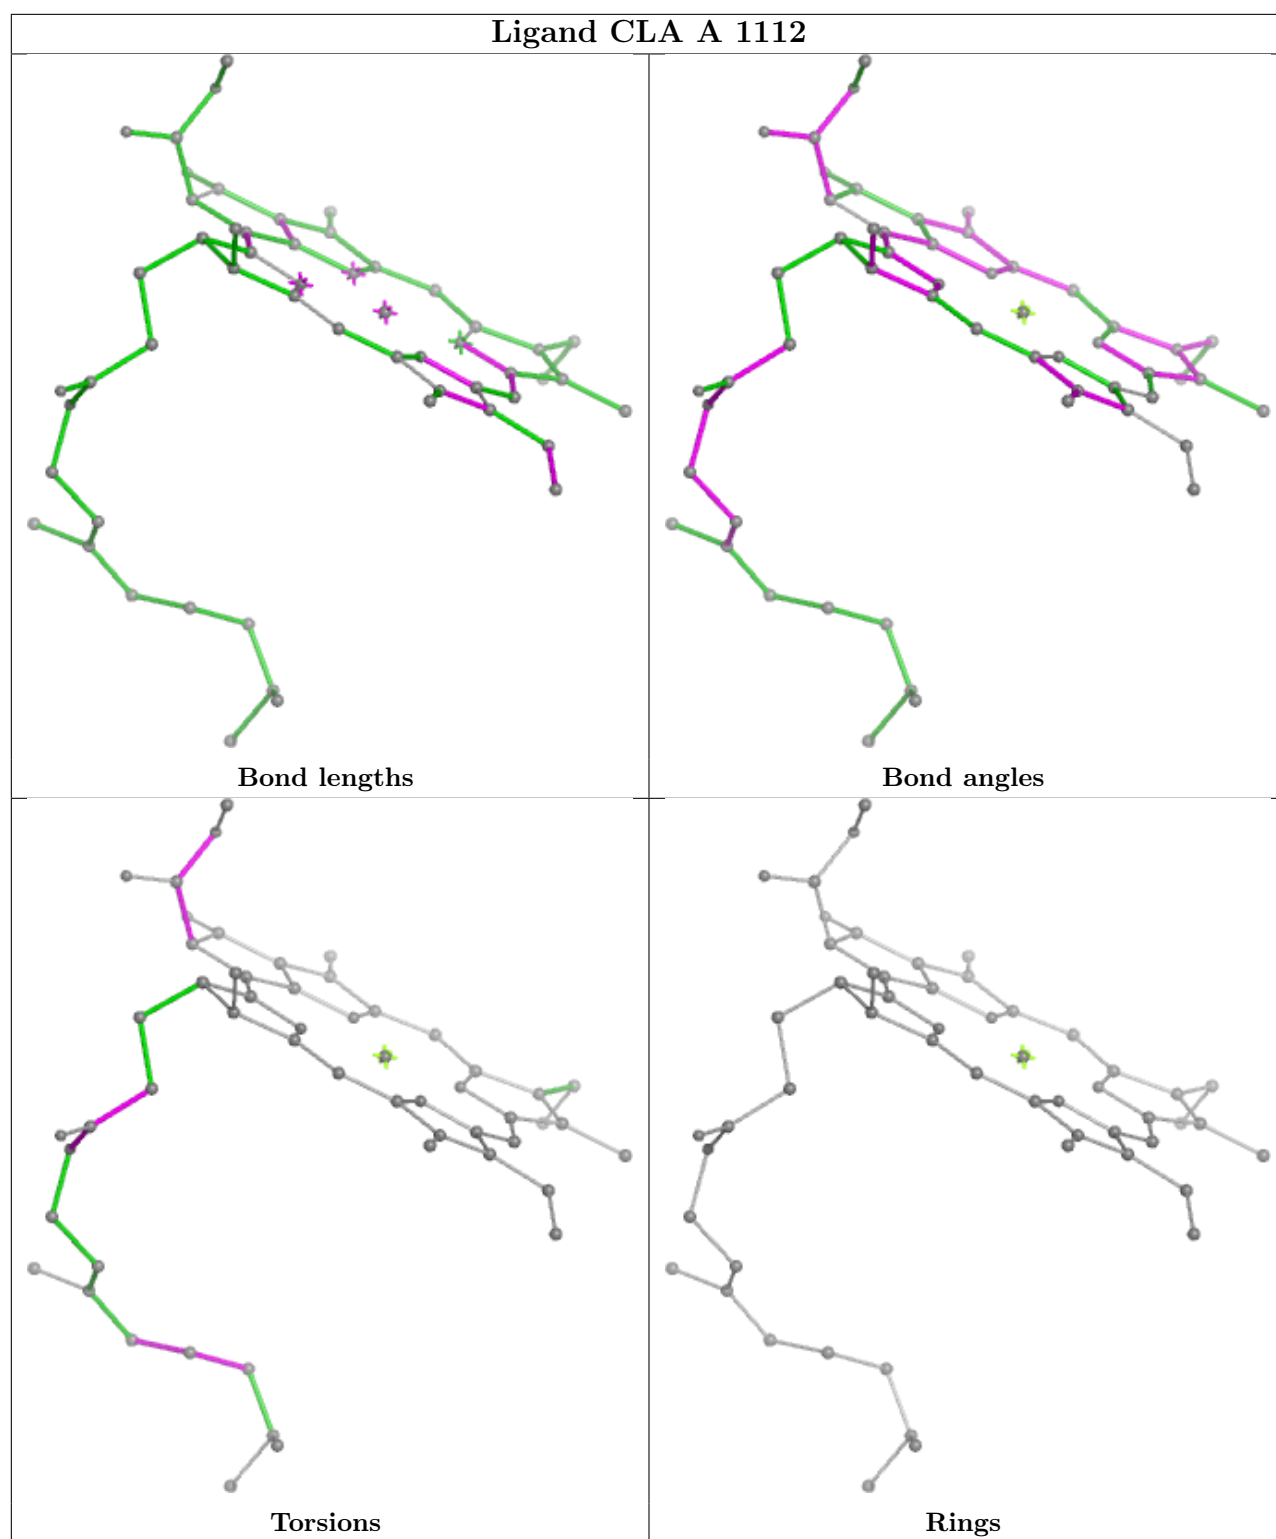 Ligand CLA A 1112
Bond lengths
Bond angles
Torsions
Rings